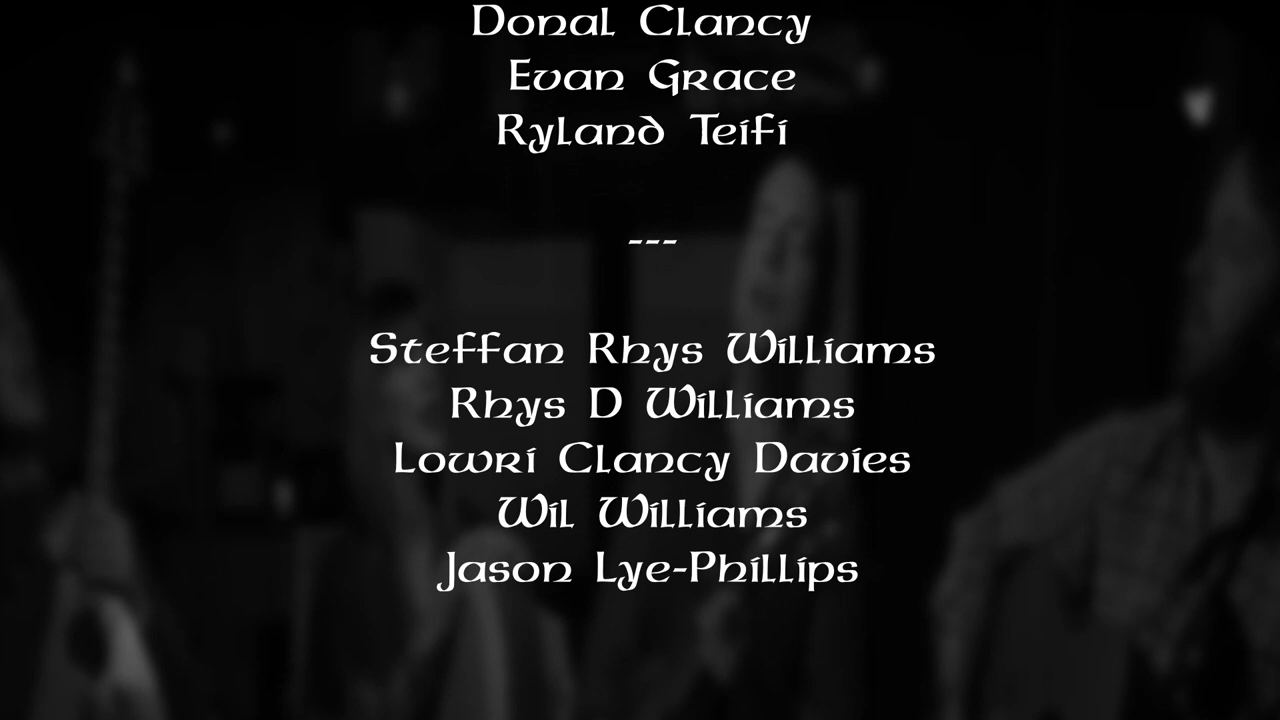 Donal Clancy
Evan Grace
Ryland Teifi
---
Steffan Rhys Williams
Rhys D Williams
Lowri Clancy Davies
Wil Williams
Jason Lye-Phillips